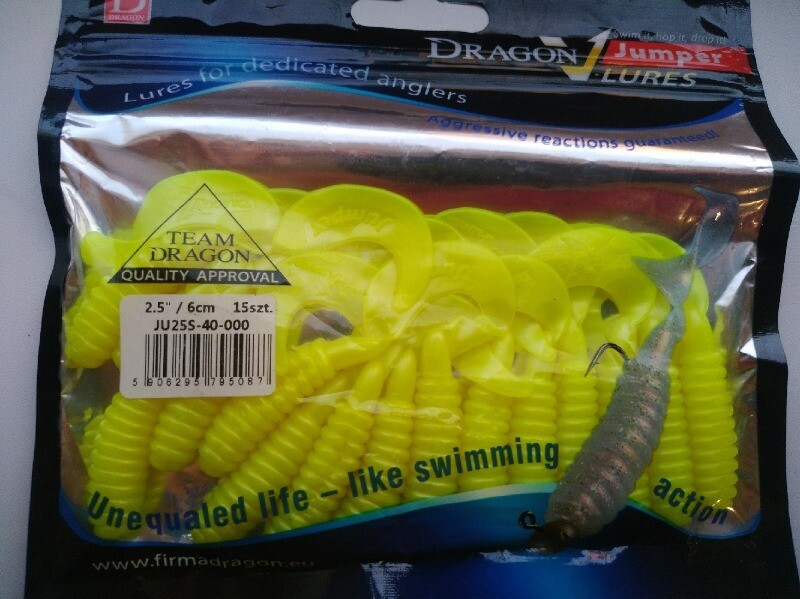 DRAGON
Swim it, hop it, drop it!
DRAGON Jumper
LURES
Lures for dedicated anglers
Aggressive reactions guaranteed!
Jumper
TEAM
DRAGON
QUALITY APPROVAL
2.5" / 6cm 15szt.
JU25S-40-000
5 906295 795087
Unequaled life – like swimming action
www.firmadragon.eu